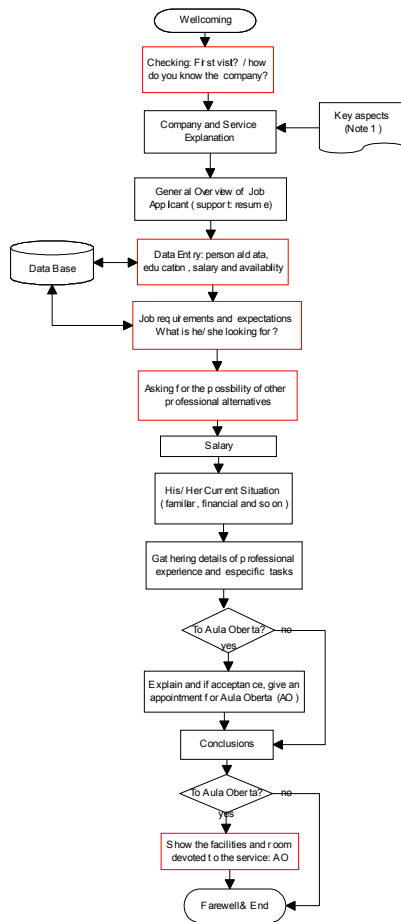 Wellcoming
Checking: First visit? / how
do you know the company?
Company and Service
Explanation
Key aspects
(Note 1)
General Overview of Job
Applicant (support: resume)
Data Entry: personal data,
education, salary and availablity
Data Base
Job requirements and expectations
What is he/she looking for?
Asking for the possbility of other
professional alternatives
Salary
His/Her Current Situation
(familiar, financial and so on)
Gathering details of professional
experience and especific tasks
To Aula Oberta?
no
yes
Explain and if acceptance, give an
appointment for Aula Oberta (AO)
Conclusions
To Aula Oberta?
no
yes
Show the facilities and room
devoted to the service: AO
Farewell & End